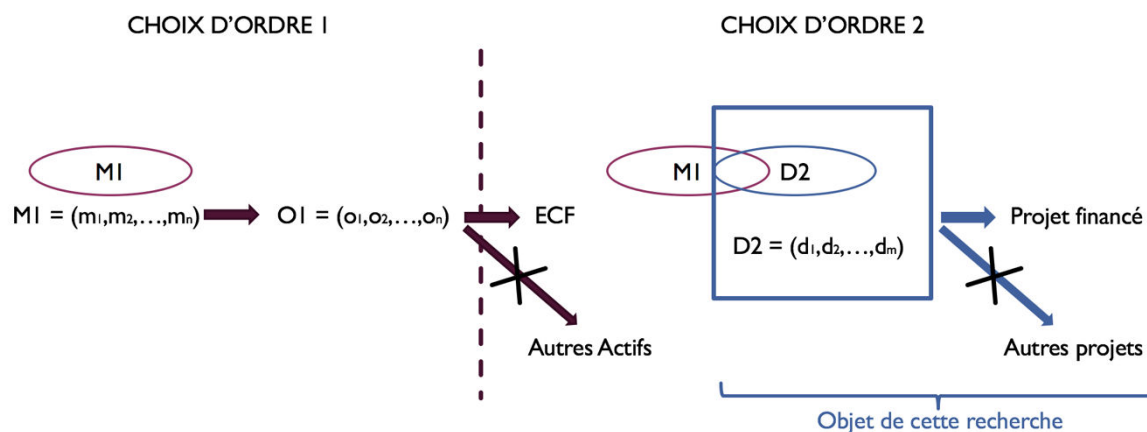 CHOIX D'ORDRE 1
CHOIX D'ORDRE 2
M1
M1 = (m₁,m₂,…,mₙ)
O1 = (o₁,o₂,…,oₙ)
ECF
Autres Actifs
M1
D2
D2 = (d₁,d₂,…,dₘ)
Projet financé
Autres projets
Objet de cette recherche